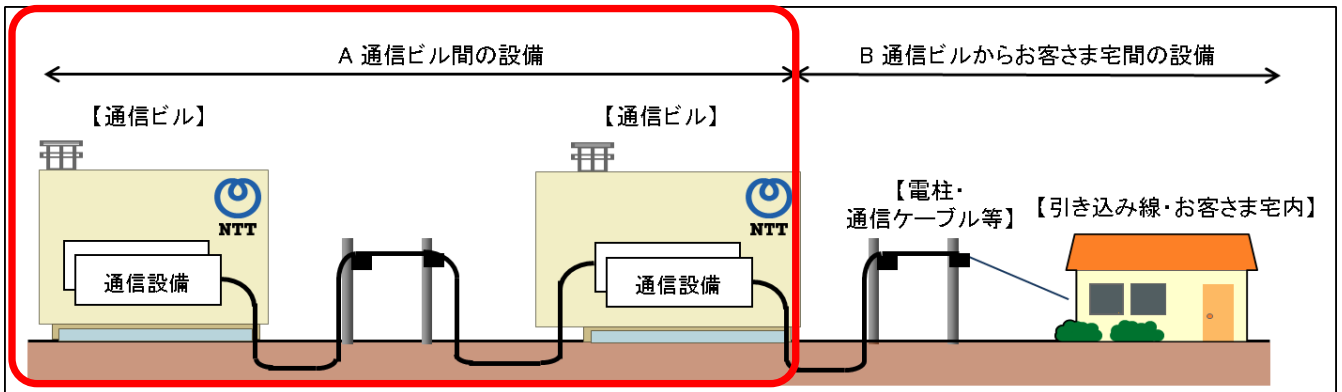 A 通信ビル間の設備
B 通信ビルからお客さま宅間の設備
【通信ビル】
【通信ビル】
【電柱・
通信ケーブル等】
【引き込み線・お客さま宅内】
NTT
NTT
通信設備
通信設備